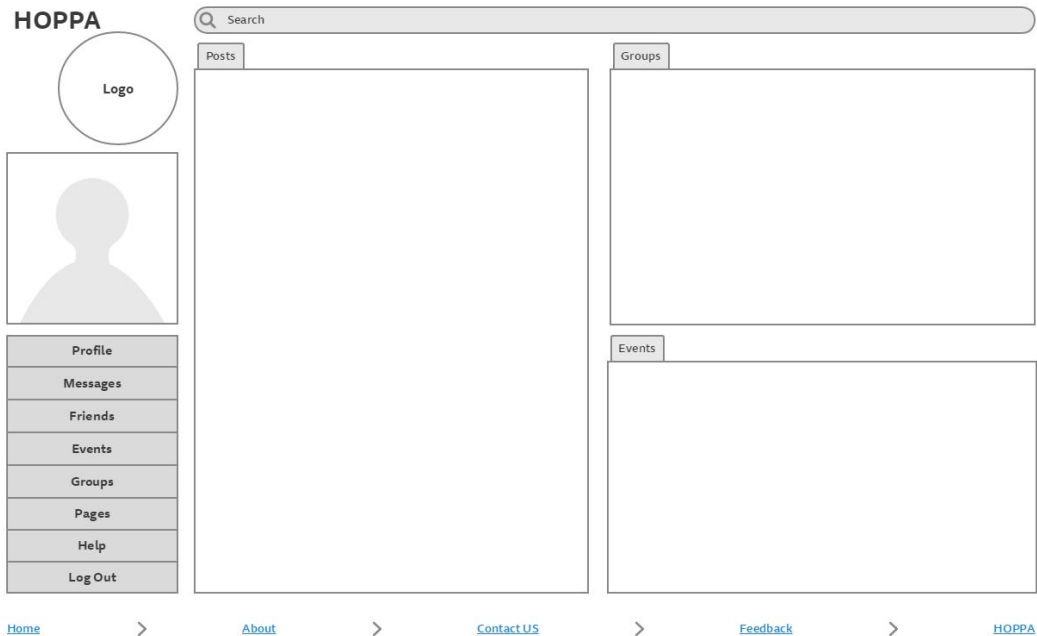 HOPPA
Search
Logo
Posts
Groups
Profile
Messages
Friends
Events
Groups
Pages
Help
Log Out
Events
Home
About
Contact US
Feedback
HOPPA